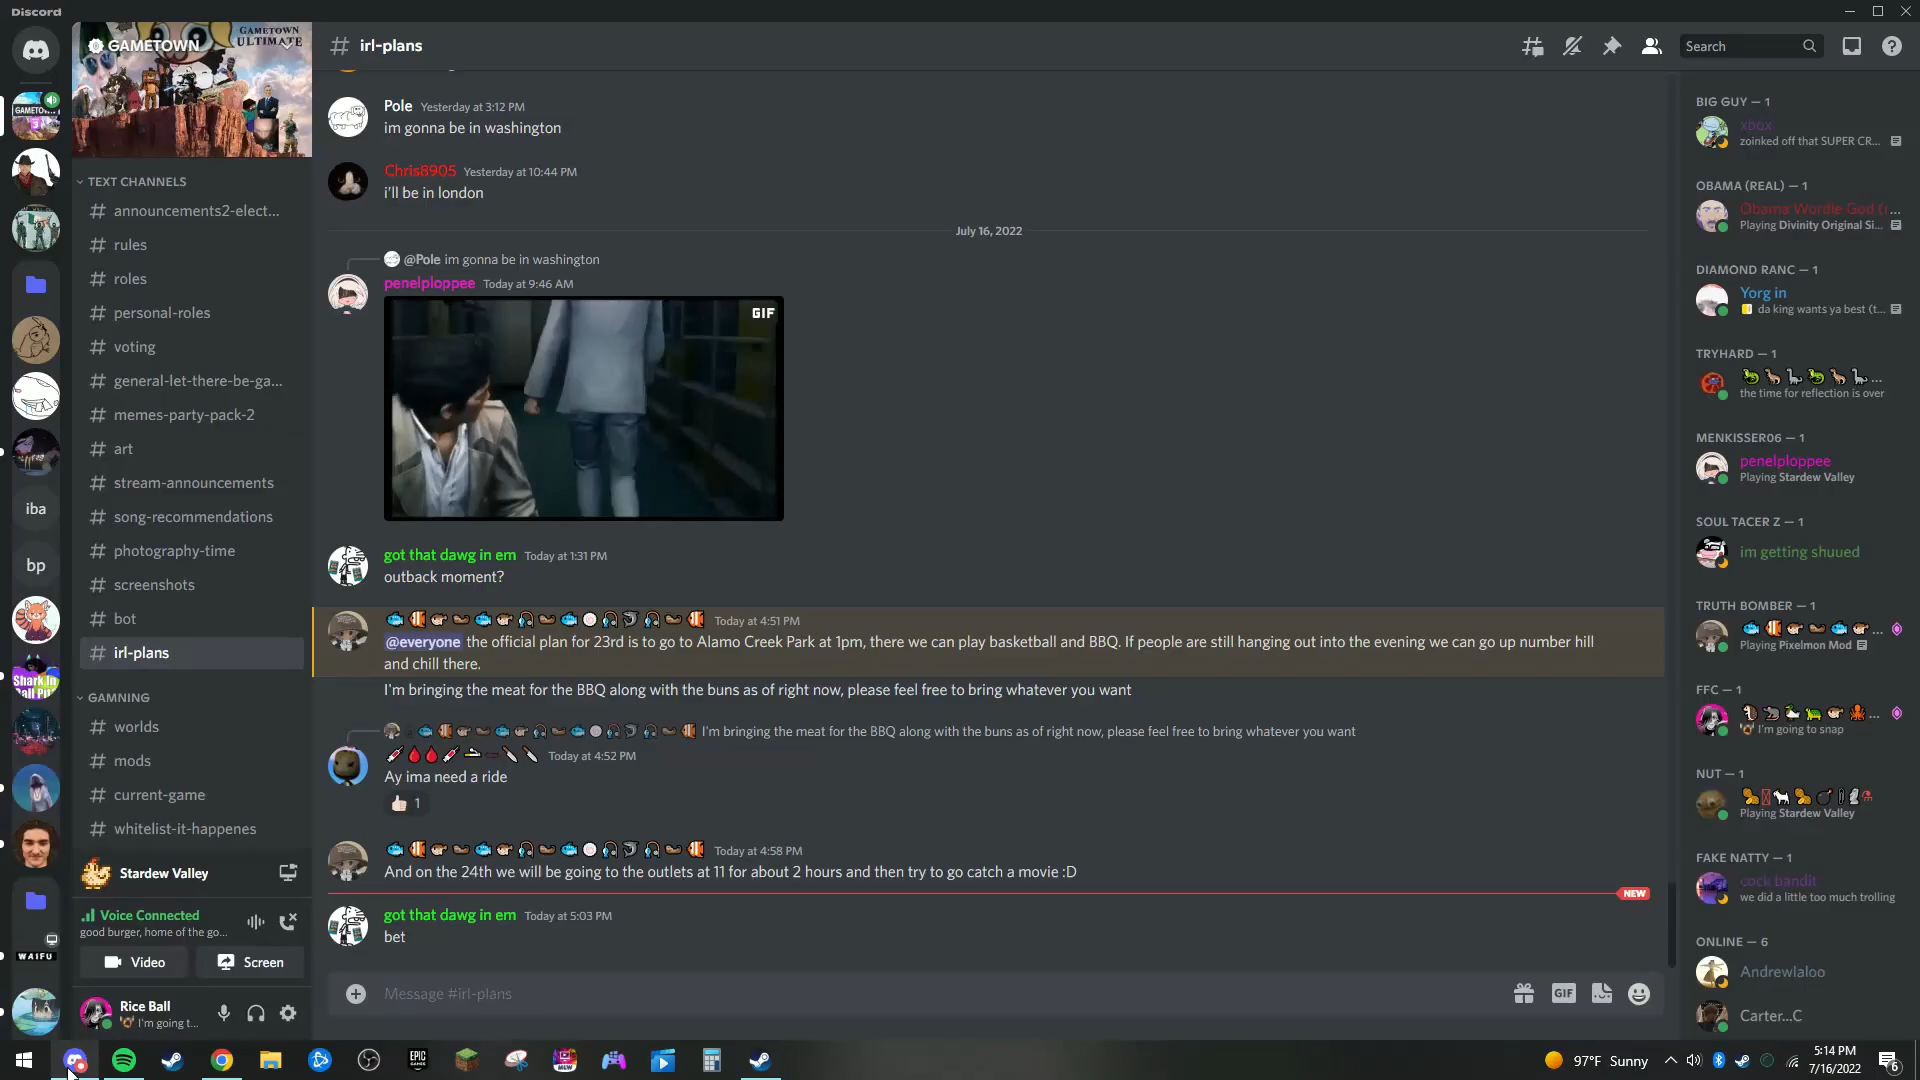 Discord
GAMETOWN
GAMETOWN
ULTIMATE
# irl-plans
Search
TEXT CHANNELS
announcements2-elect...
rules
roles
personal-roles
voting
general-let-there-be-ga...
memes-party-pack-2
art
stream-announcements
song-recommendations
photography-time
screenshots
bot
irl-plans
GAMNING
worlds
mods
current-game
whitelist-it-happenes
Stardew Valley
Voice Connected
good burger, home of the go...
Video
Screen
Rice Ball
I'm going t...
iba
bp
Shark In
Ball Pit
WAIFU
Pole Yesterday at 3:12 PM
im gonna be in washington
Chris8905 Yesterday at 10:44 PM
i'll be in london
July 16, 2022
@Pole im gonna be in washington
penelploppee Today at 9:46 AM
GIF
got that dawg in em Today at 1:31 PM
outback moment?
Today at 4:51 PM
@everyone the official plan for 23rd is to go to Alamo Creek Park at 1pm, there we can play basketball and BBQ. If people are still hanging out into the evening we can go up number hill
and chill there.
I'm bringing the meat for the BBQ along with the buns as of right now, please feel free to bring whatever you want
I'm bringing the meat for the BBQ along with the buns as of right now, please feel free to bring whatever you want
Today at 4:52 PM
Ay ima need a ride
1
Today at 4:58 PM
And on the 24th we will be going to the outlets at 11 for about 2 hours and then try to go catch a movie :D
NEW
got that dawg in em Today at 5:03 PM
bet
Message #irl-plans
GIF
BIG GUY — 1
xbox
zoinked off that SUPER CR...
OBAMA (REAL) — 1
Obama Wordle God (r...
Playing Divinity Original Si...
DIAMOND RANC — 1
Yorg in
da king wants ya best (t...
TRYHARD — 1
...
the time for reflection is over
MENKISSER06 — 1
penelploppee
Playing Stardew Valley
SOUL TACER Z — 1
im getting shuued
TRUTH BOMBER — 1
...
Playing Pixelmon Mod
FFC — 1
...
I'm going to snap
NUT — 1
Playing Stardew Valley
FAKE NATTY — 1
cock bandit
we did a little too much trolling
ONLINE — 6
Andrewlaloo
Carter...C
EPIC
GAMES
97°F Sunny
5:14 PM
7/16/2022
6